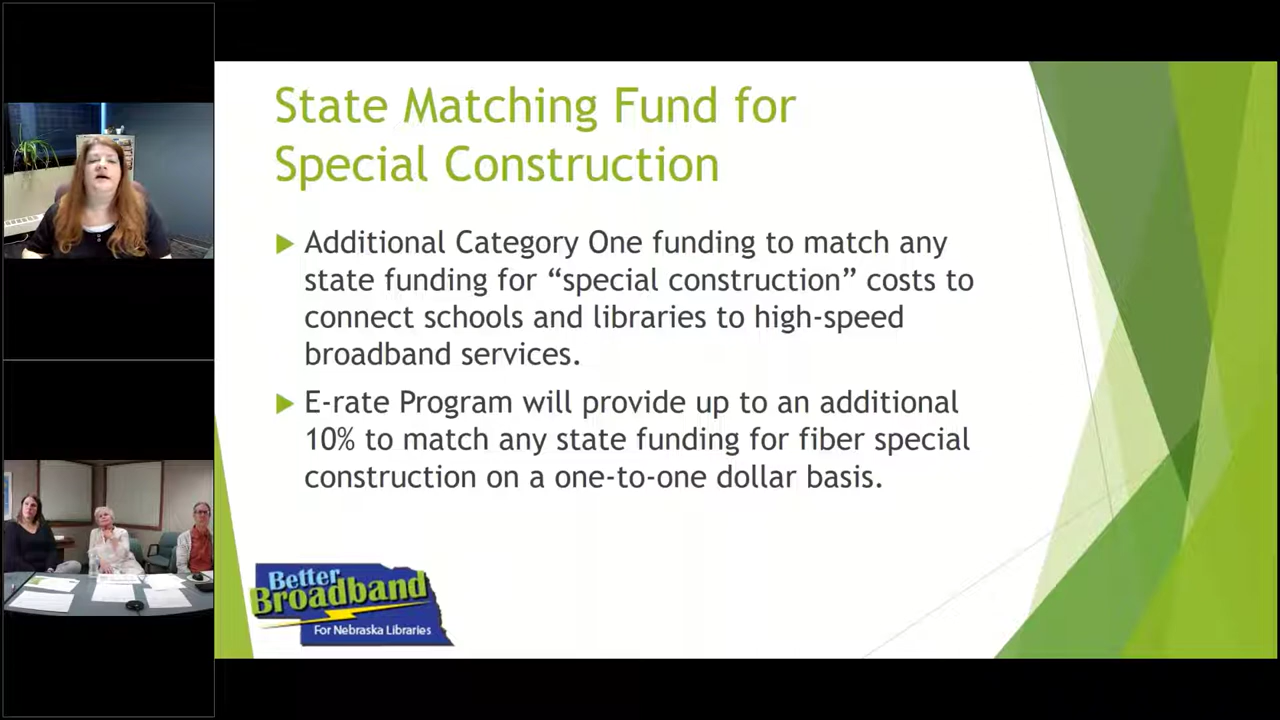 State Matching Fund for
Special Construction
Additional Category One funding to match any
state funding for “special construction” costs to
connect schools and libraries to high-speed
broadband services.
E-rate Program will provide up to an additional
10% to match any state funding for fiber special
construction on a one-to-one dollar basis.
Better
Broadband
For Nebraska Libraries